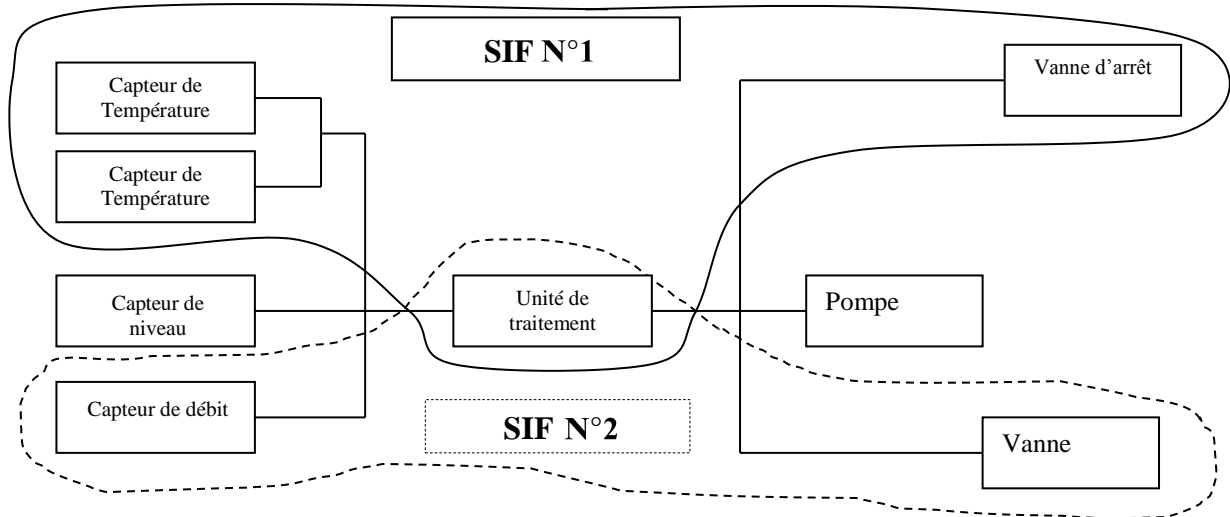 SIF N°1
Vanne d'arrêt
Capteur de
Température
Capteur de
Température
Capteur de
niveau
Unité de
traitement
Pompe
Capteur de débit
SIF N°2
Vanne